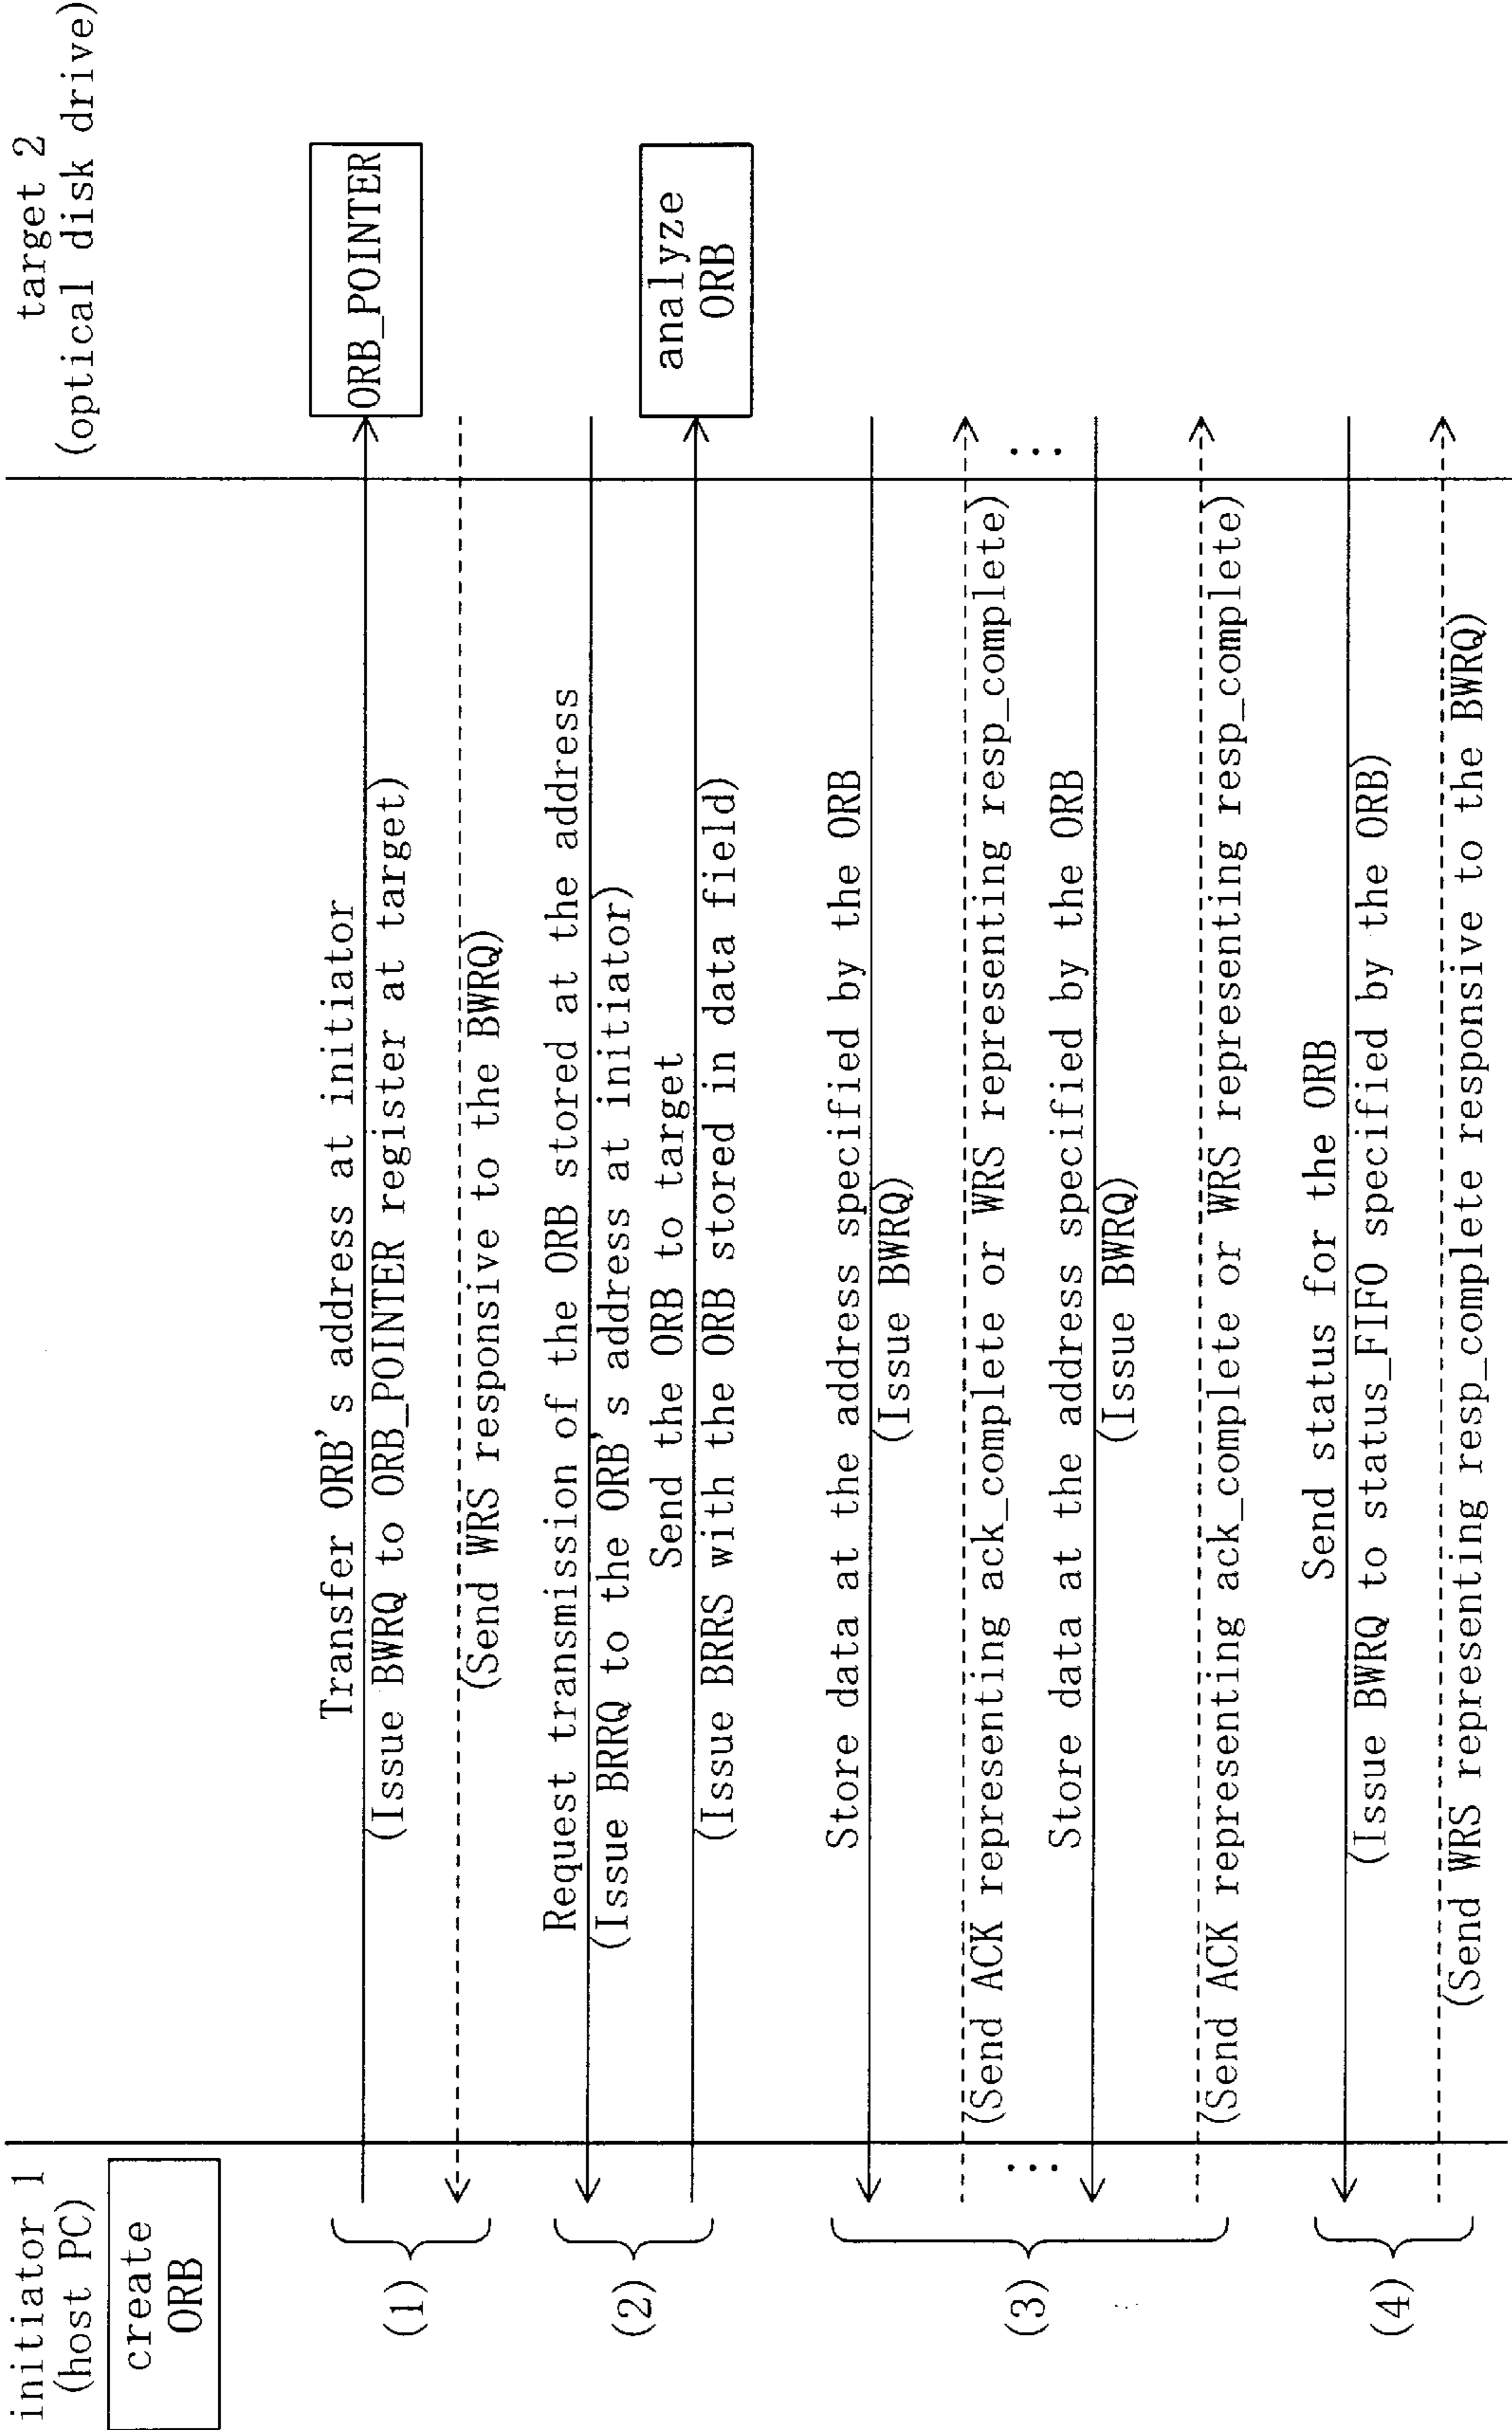 initiator 1
(host PC)
target 2
(optical disk drive)
create
ORB
(1)
Transfer ORB's address at initiator
(Issue BWRQ to ORB_POINTER register at target)
ORB_POINTER
(Send WRS responsive to the BWRQ)
(2)
Request transmission of the ORB stored at the address
(Issue BRRQ to the ORB's address at initiator)
Send the ORB to target
(Issue BRRS with the ORB stored in data field)
analyze
ORB
(3)
Store data at the address specified by the ORB
(Issue BWRQ)
(Send ACK representing ack_complete or WRS representing resp_complete)
... ...
Store data at the address specified by the ORB
(Issue BWRQ)
(Send ACK representing ack_complete or WRS representing resp_complete)
(4)
Send status for the ORB
(Issue BWRQ to status_FIFO specified by the ORB)
(Send WRS representing resp_complete responsive to the BWRQ)